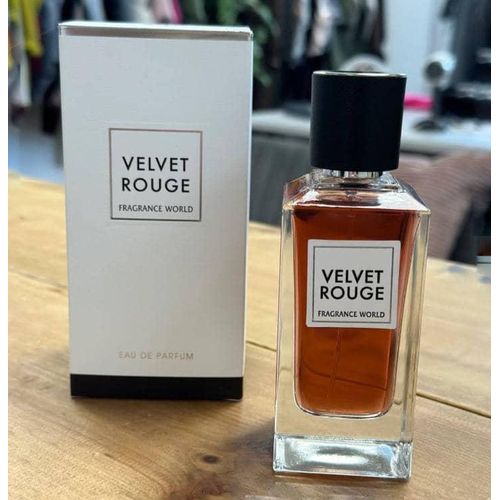 VELVET
ROUGE
FRAGRANCE WORLD
EAU DE PARFUM
VELVET
ROUGE
FRAGRANCE WORLD